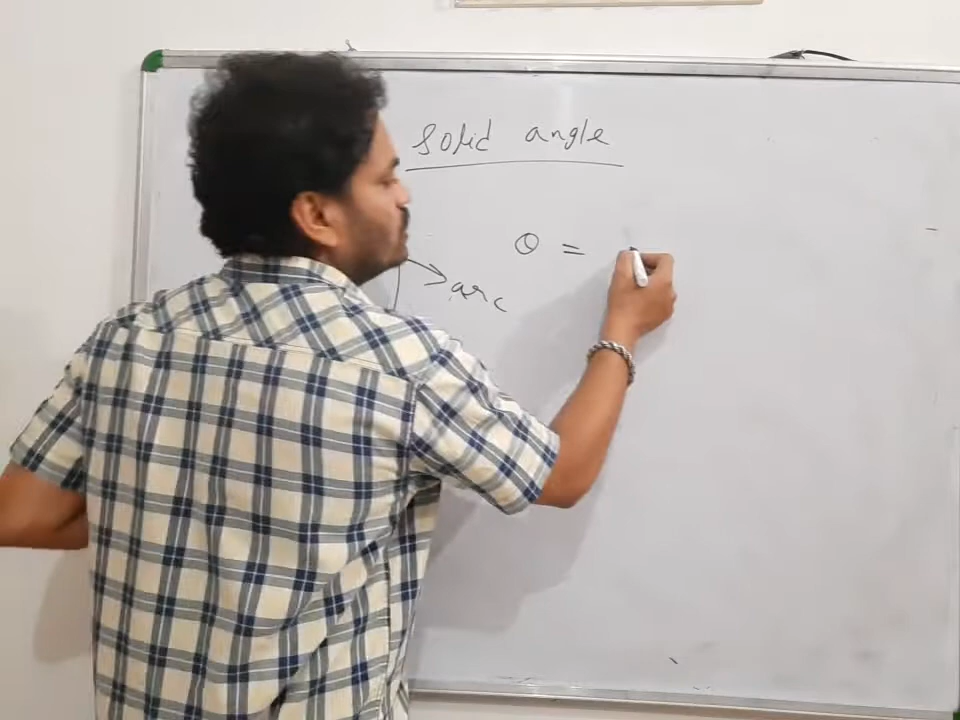 Solid angle
θ =
arc